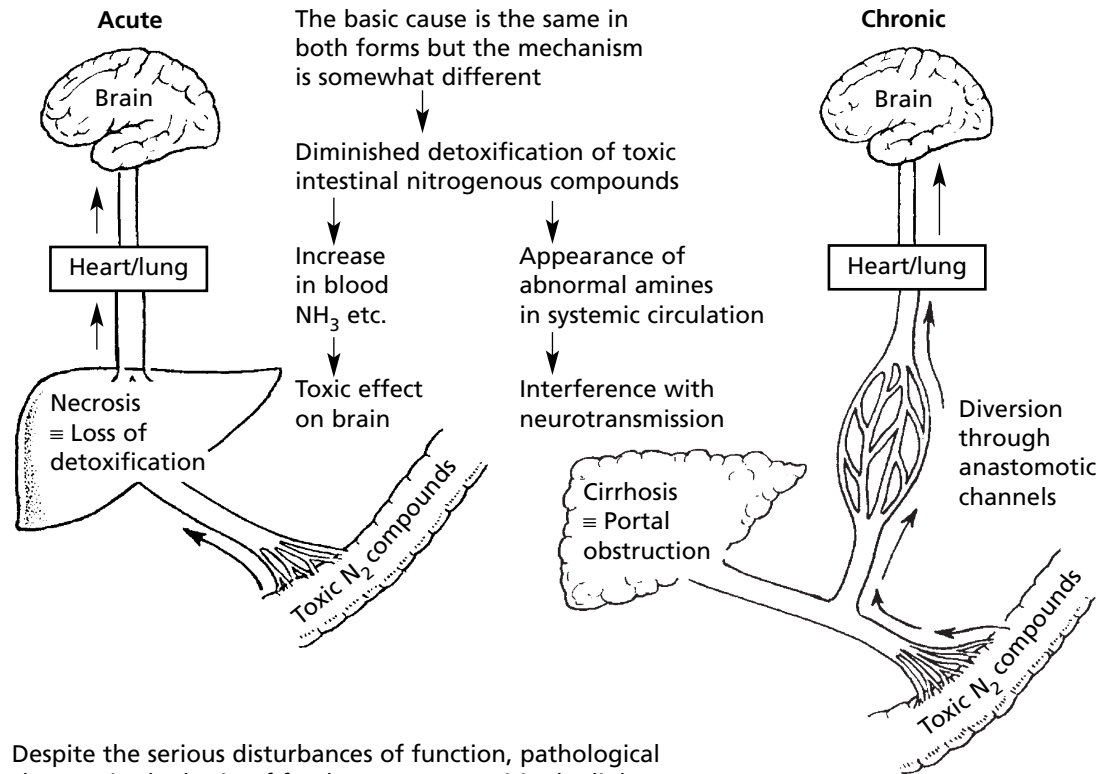 Acute
The basic cause is the same in
both forms but the mechanism
is somewhat different
Chronic
Brain
Brain
Diminished detoxification of toxic
intestinal nitrogenous compounds
Heart/lung
Increase
in blood
NH₃ etc.
Appearance of
abnormal amines
in systemic circulation
Heart/lung
Necrosis
≡ Loss of
detoxification
Toxic effect
on brain
Interference with
neurotransmission
Diversion
through
anastomotic
channels
Toxic N₂ compounds
Cirrhosis
≡ Portal
obstruction
Toxic N₂ compounds
Despite the serious disturbances of function, pathological